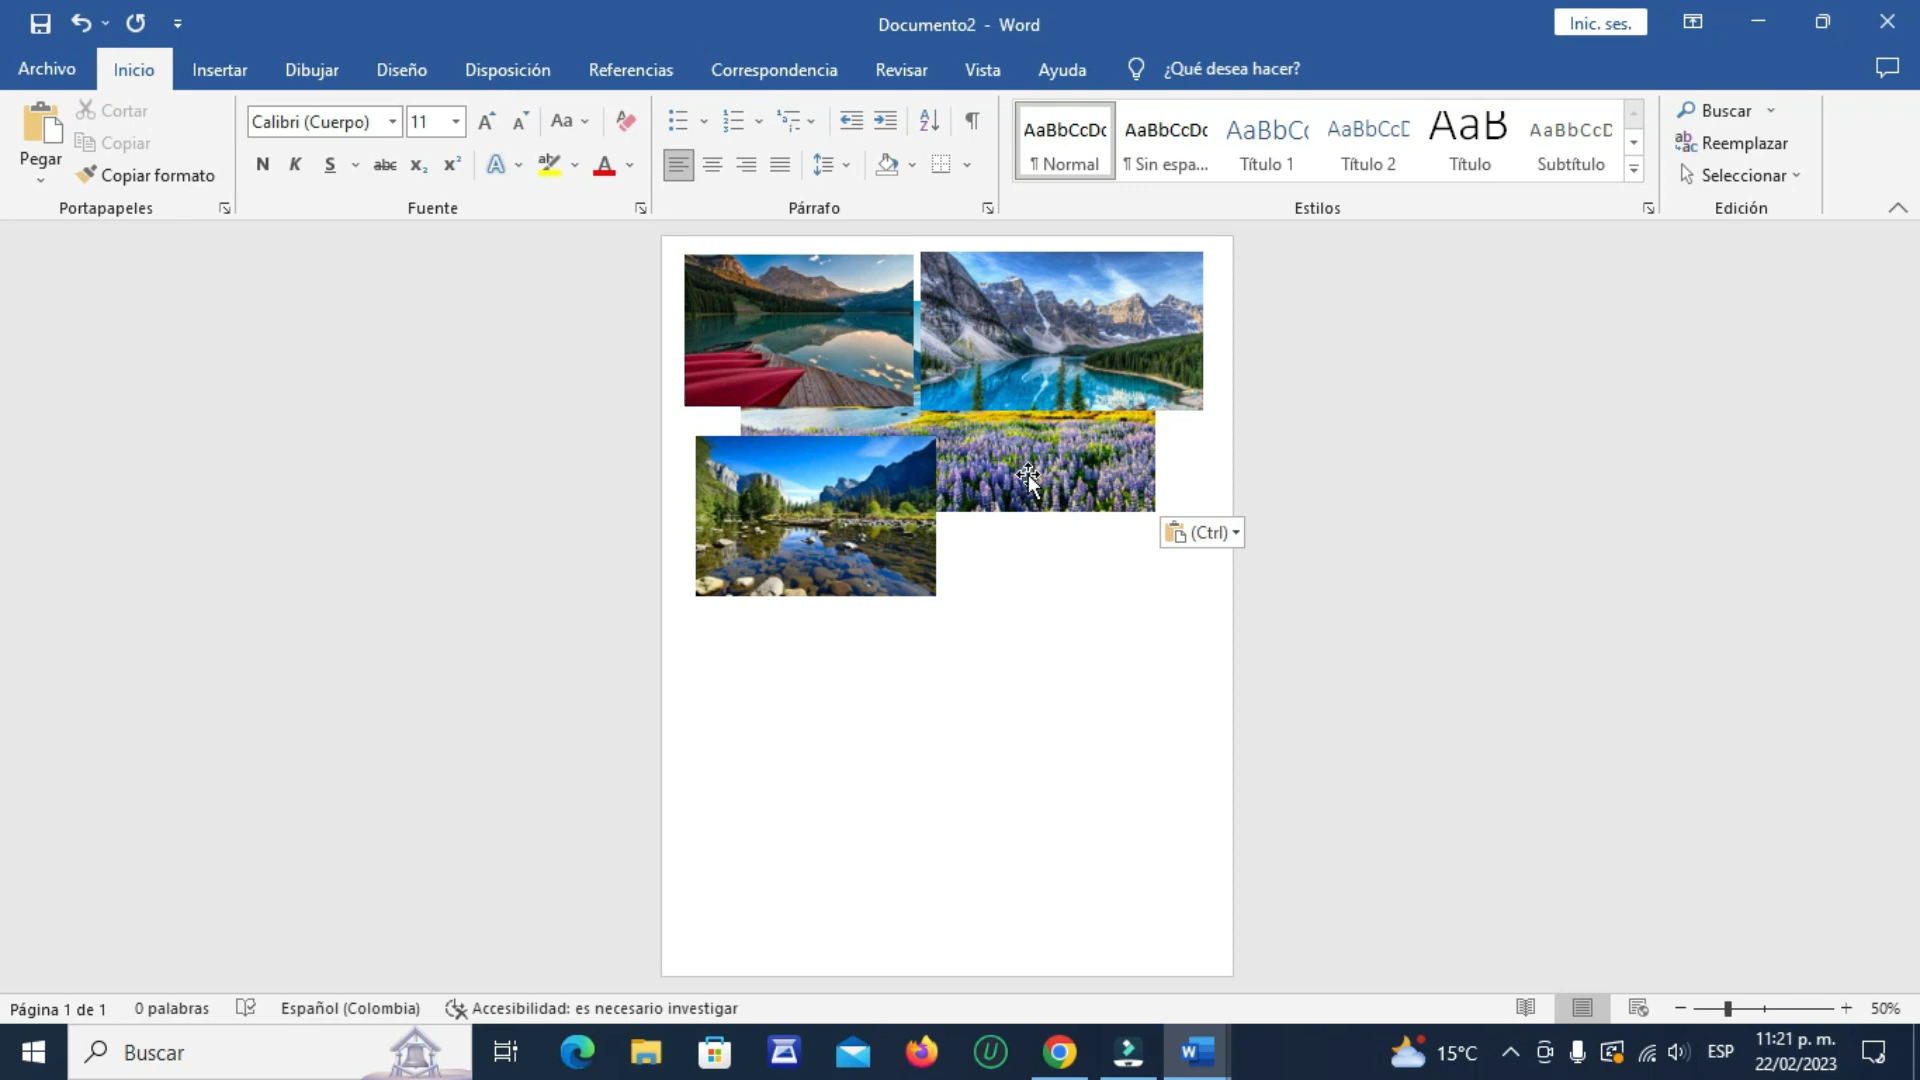 Documento2 - Word
Inic. ses.
Archivo
Inicio
Insertar
Dibujar
Diseño
Disposición
Referencias
Correspondencia
Revisar
Vista
Ayuda
¿Qué desea hacer?
Pegar
Cortar
Copiar
Copiar formato
Portapapeles
Calibri (Cuerpo)
11
Aa
N K S abc x₂ x² A ab A
Fuente
Párrafo
AaBbCcDc
¶ Normal
AaBbCcDc
¶ Sin espa...
AaBbCc
Título 1
AaBbCcD
Título 2
AaB
Título
AaBbCcD
Subtítulo
Estilos
Buscar
Reemplazar
Seleccionar
Edición
(Ctrl)
Página 1 de 1
0 palabras
Español (Colombia)
Accesibilidad: es necesario investigar
50%
Buscar
15°C
ESP
11:21 p. m.
22/02/2023